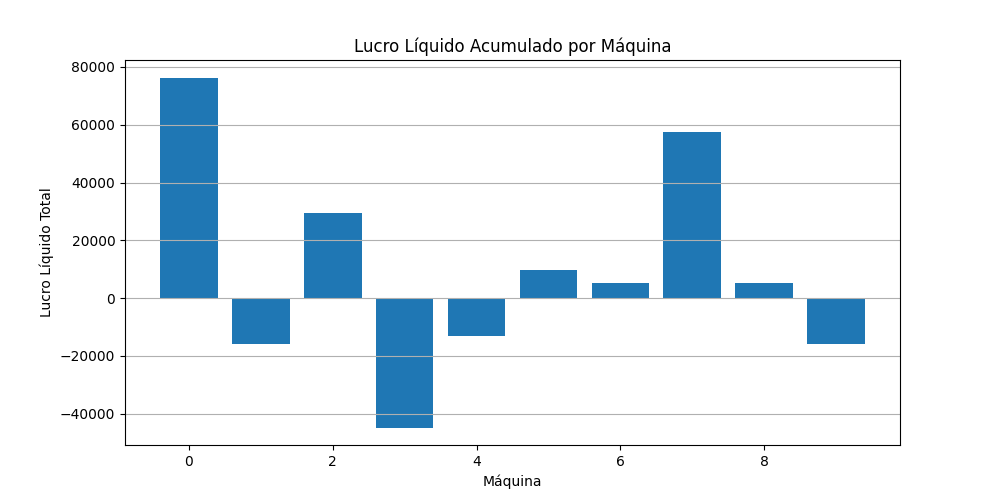 Lucro Líquido Acumulado por Máquina
Lucro Líquido Total
80000
60000
40000
20000
0
−20000
−40000
0 2 4 6 8
Máquina